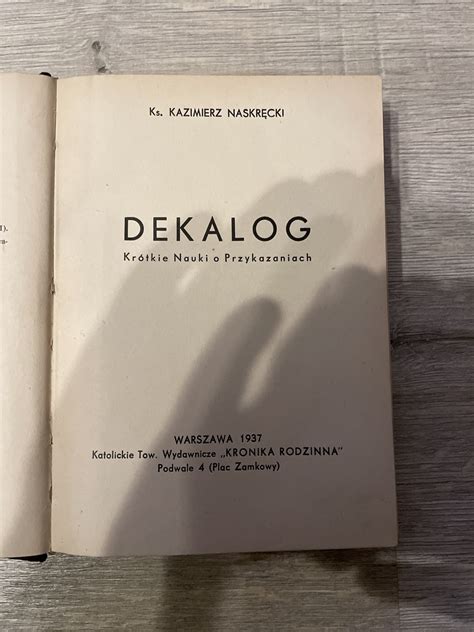 Ks. KAZIMIERZ NASKRĘCKI
DEKALOG
Krótkie Nauki o Przykazaniach
WARSZAWA 1937
Katolickie Tow. Wydawnicze „KRONIKA RODZINNA"
Podwale 4 (Plac Zamkowy)